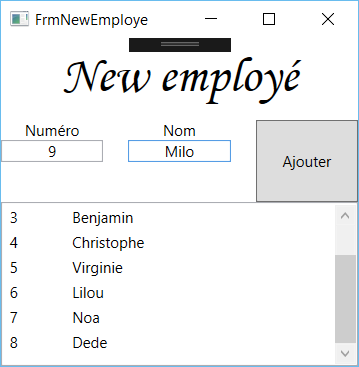 FrmNewEmploye
New employé
Numéro Nom
9 Milo
Ajouter
3 Benjamin
4 Christophe
5 Virginie
6 Lilou
7 Noa
8 Dede